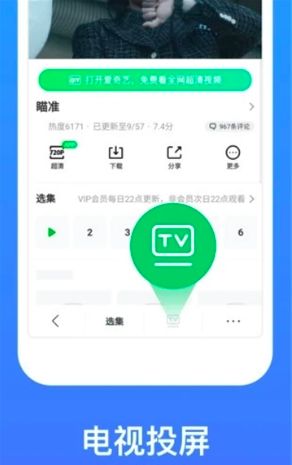 打开爱奇艺，免费看全网超清视频
瞄准
热度6171 · 已更新至9/57 · 7.4分
967条评论
720P
超清
下载
分享
更多
选集
VIP会员每日22点更新，非会员次日22点观看
2
3
6
TV
选集
电视投屏